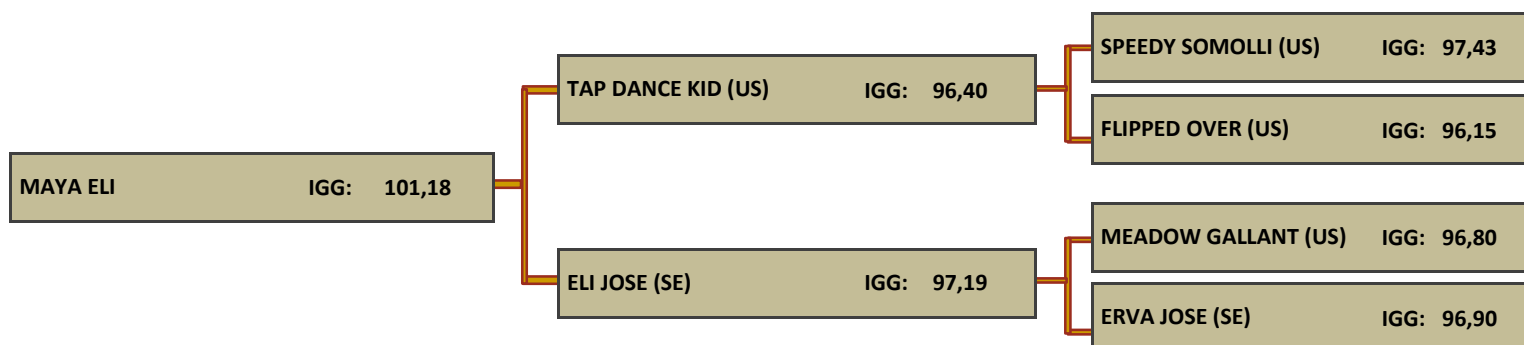 SPEEDY SOMOLLI (US) IGG: 97,43
TAP DANCE KID (US) IGG: 96,40
FLIPPED OVER (US) IGG: 96,15
MAYA ELI IGG: 101,18
MEADOW GALLANT (US) IGG: 96,80
ELI JOSE (SE) IGG: 97,19
ERVA JOSE (SE) IGG: 96,90